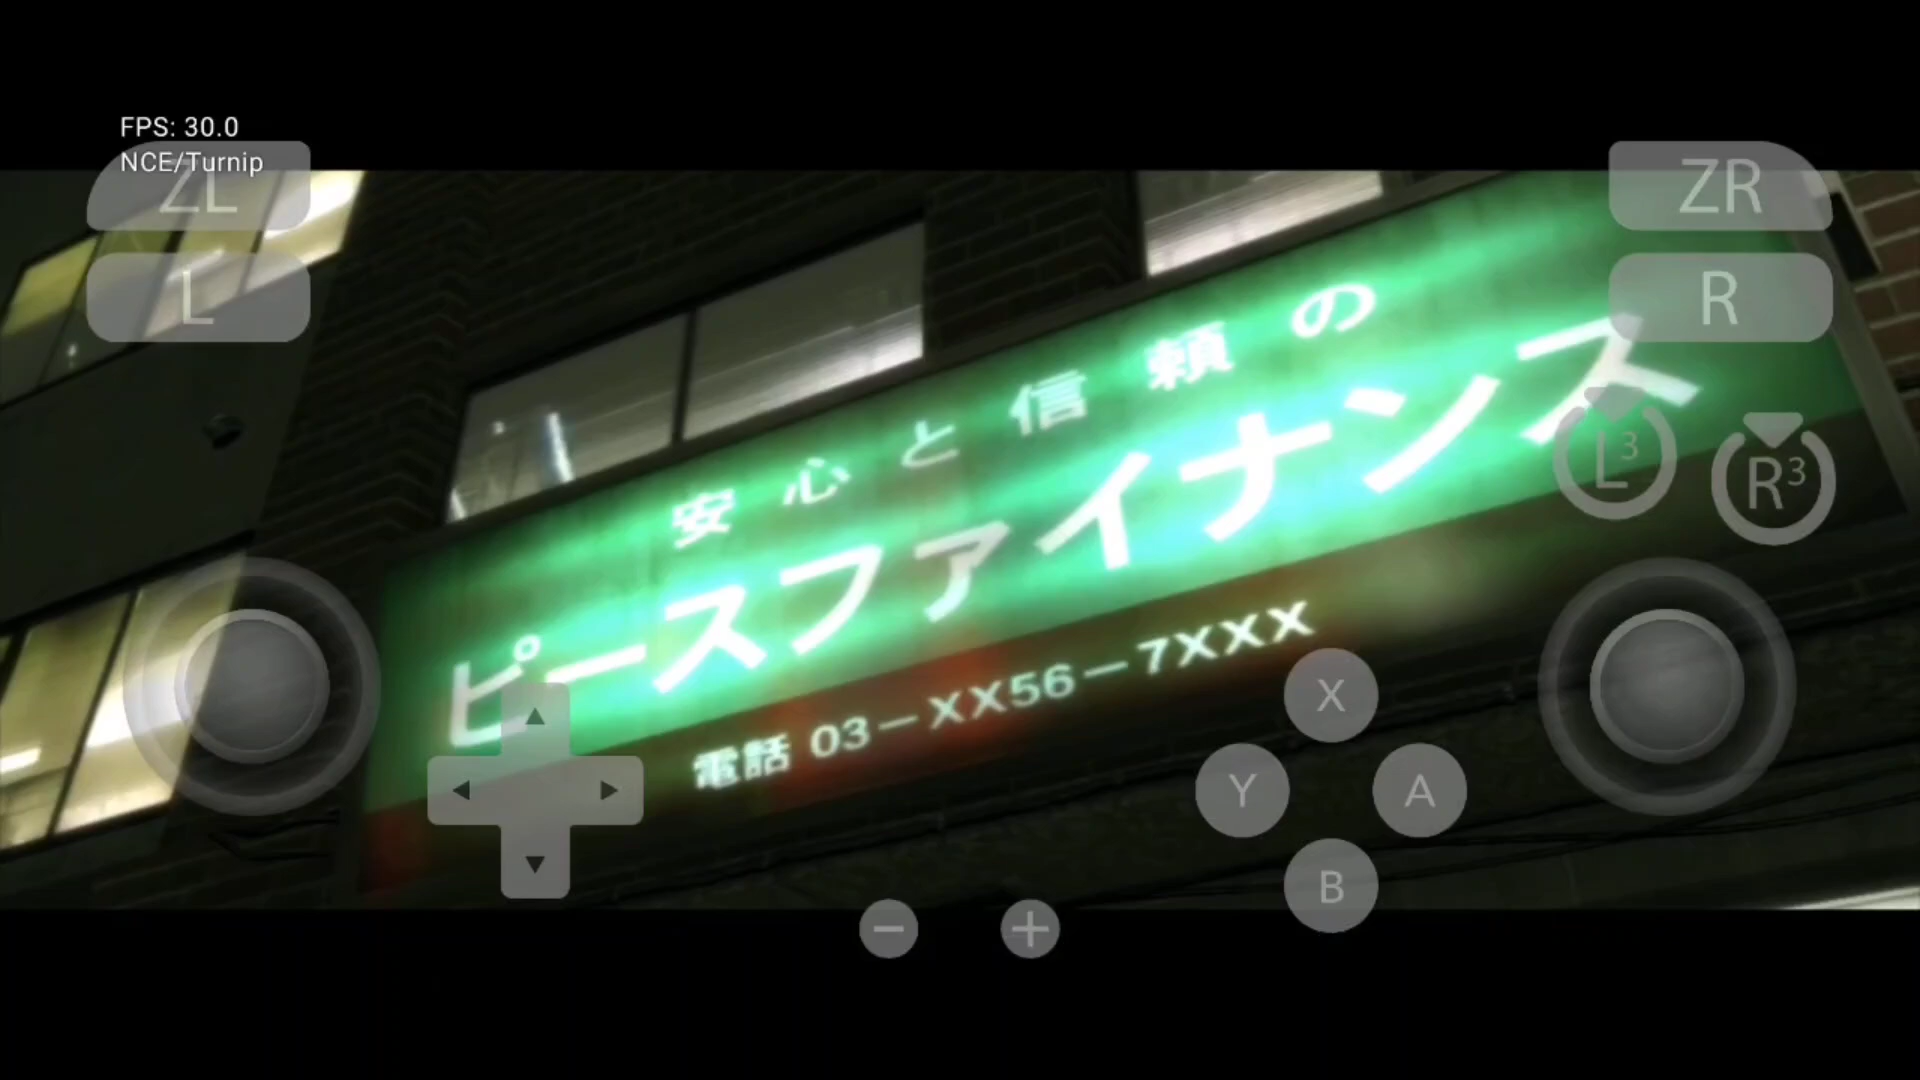 FPS: 30.0
NCE/Turnip
ZL
L
ZR
R
安心と信頼の
ピースファイナンス
電話 03-XX56-7XXX
L3
R3
X
Y
A
B